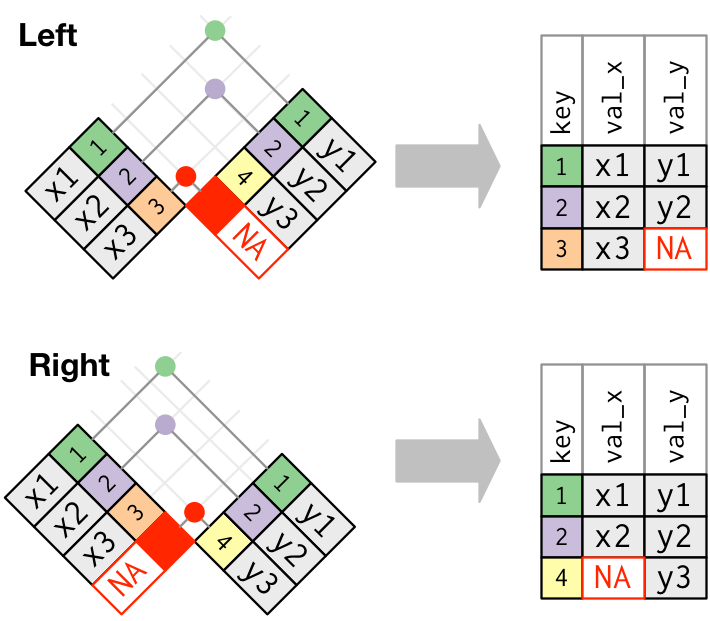 Left
1 x1
2 x2
3 x3
1 y1
2 y2
4 y3
NA
key val_x val_y
1 x1 y1
2 x2 y2
3 x3 NA
Right
1 x1
2 x2
3 x3
NA
1 y1
2 y2
4 y3
key val_x val_y
1 x1 y1
2 x2 y2
4 NA y3